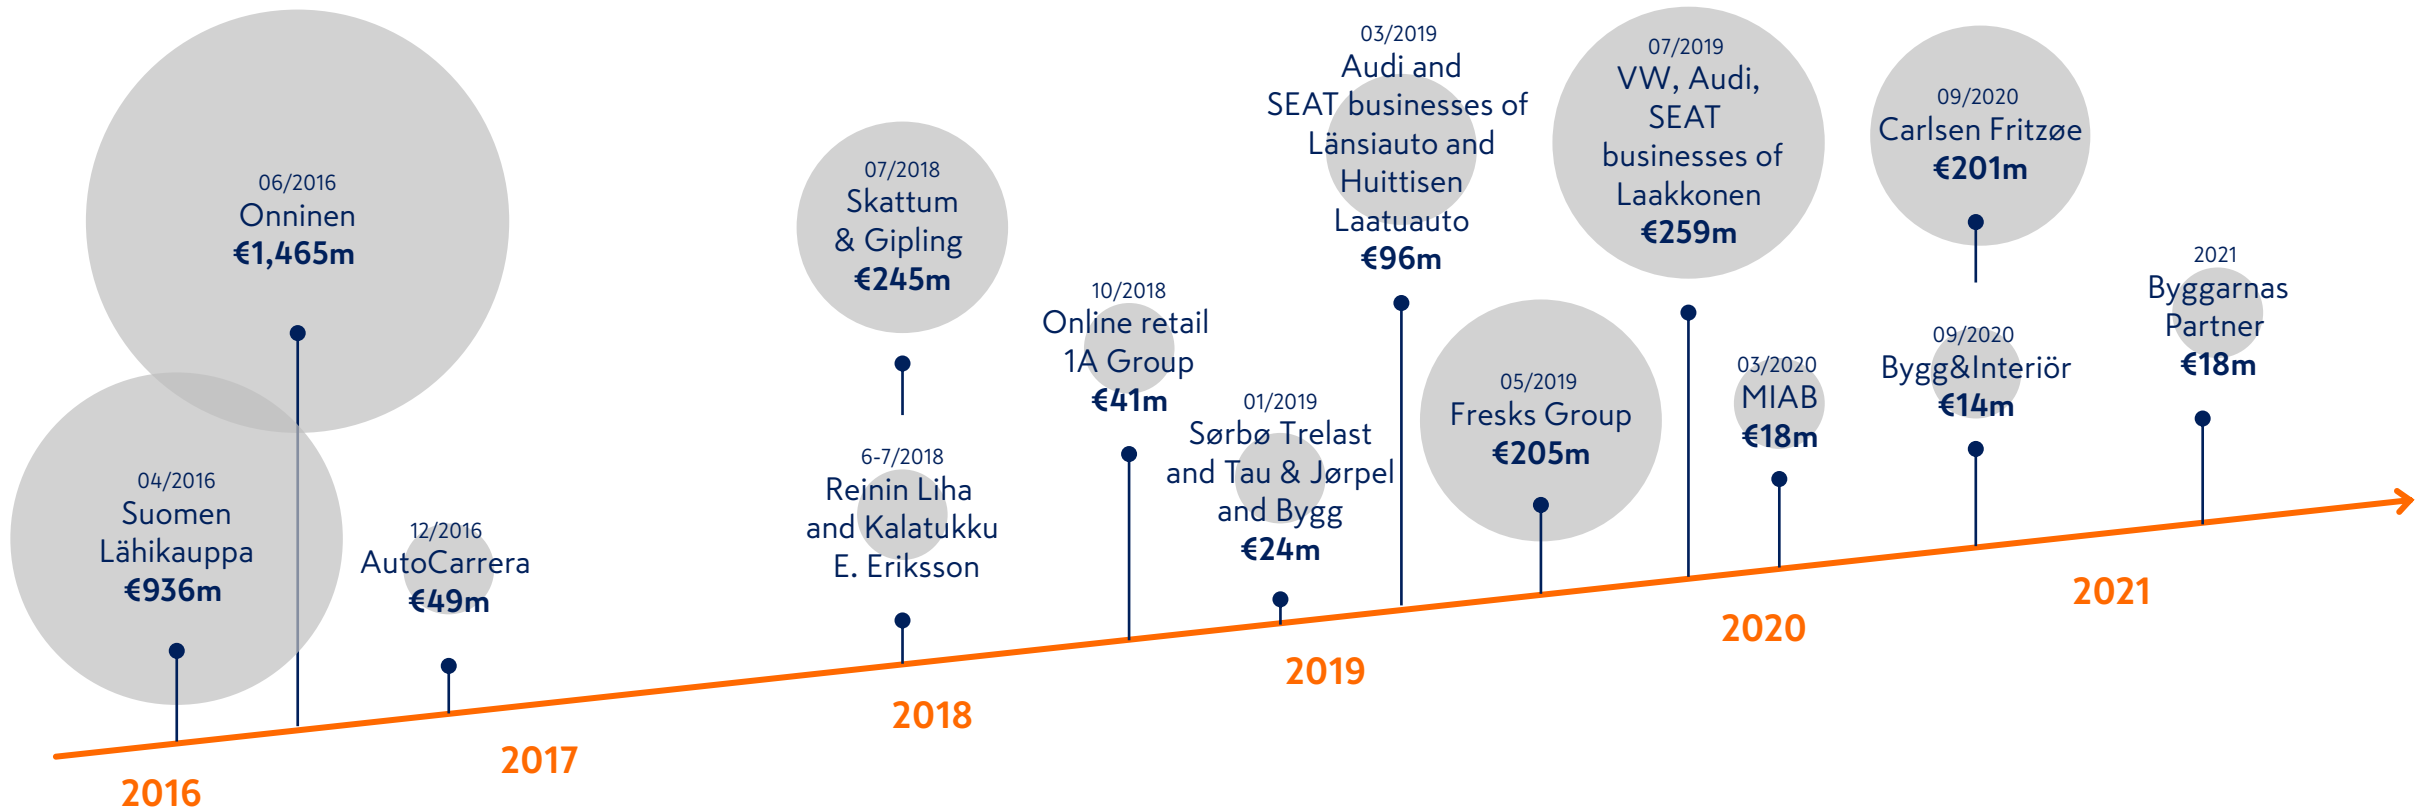 06/2016
Onninen
€1,465m
04/2016
Suomen
Lähikauppa
€936m
12/2016
AutoCarrera
€49m
07/2018
Skattum
& Gipling
€245m
6-7/2018
Reinin Liha
and Kalatukku
E. Eriksson
10/2018
Online retail
1A Group
€41m
01/2019
Sørbø Trelast
and Tau & Jørpel
and Bygg
€24m
03/2019
Audi and
SEAT businesses of
Länsiauto and
Huittisen
Laatuauto
€96m
05/2019
Fresks Group
€205m
07/2019
VW, Audi,
SEAT
businesses of
Laakkonen
€259m
03/2020
MIAB
€18m
09/2020
Carlsen Fritzøe
€201m
09/2020
Bygg&Interiör
€14m
2021
Byggarnas
Partner
€18m
2016
2017
2018
2019
2020
2021